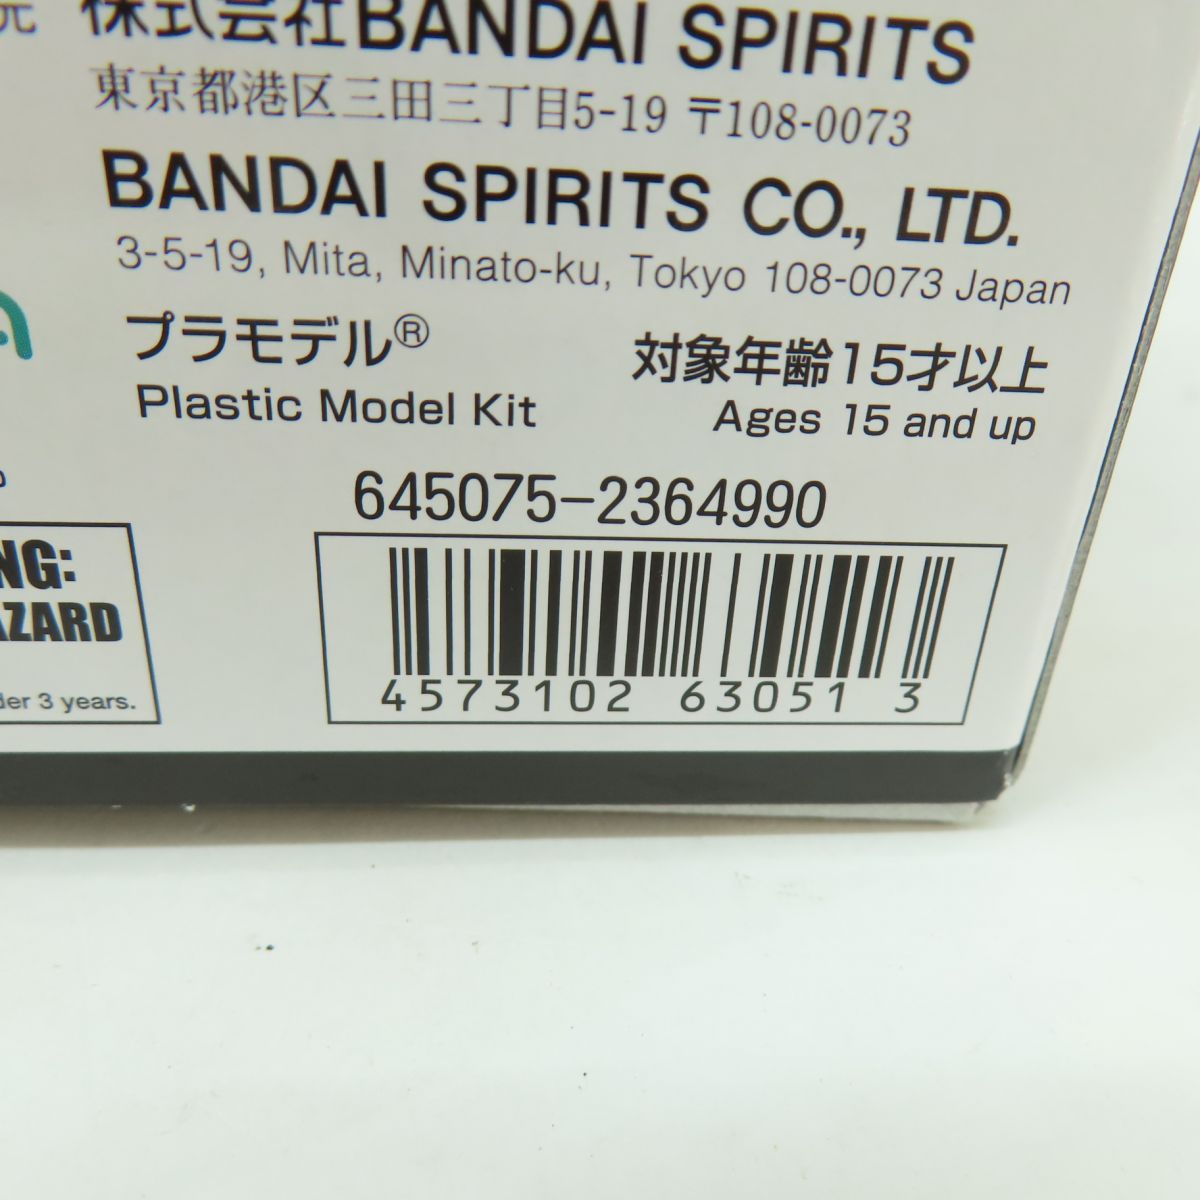 株式会社BANDAI SPIRITS
東京都港区三田三丁目5-19 〒108-0073
BANDAI SPIRITS CO., LTD.
3-5-19, Mita, Minato-ku, Tokyo 108-0073 Japan
プラモデル®
対象年齢15才以上
Plastic Model Kit
Ages 15 and up
645075-2364990
4573102 63051 3
NG:
AZARD
der 3 years.